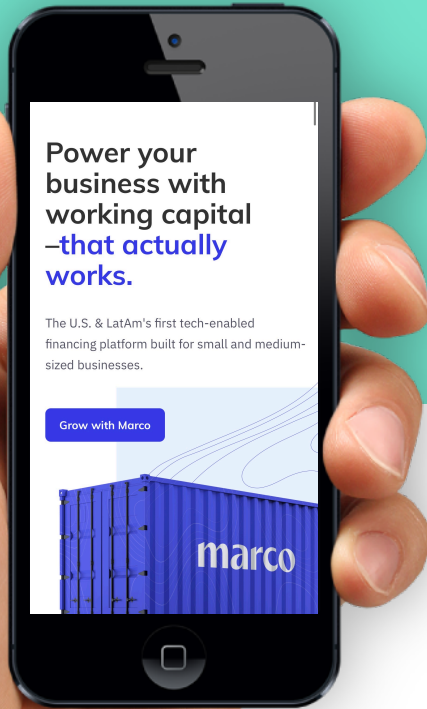 Power your
business with
working capital
–that actually
works.
The U.S. & LatAm's first tech-enabled
financing platform built for small and medium-
sized businesses.
Grow with Marco
marco